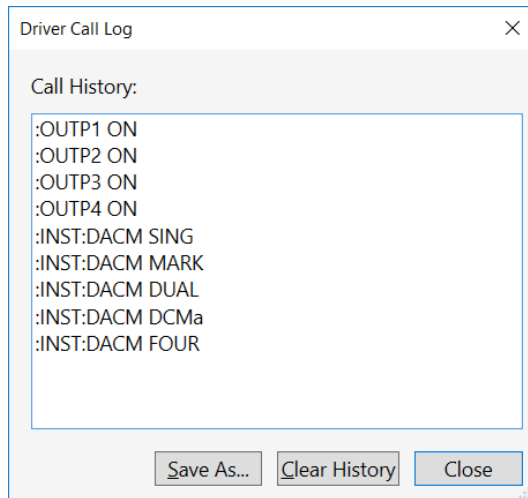 Driver Call Log
Call History:
:OUTP1 ON
:OUTP2 ON
:OUTP3 ON
:OUTP4 ON
:INST:DACM SING
:INST:DACM MARK
:INST:DACM DUAL
:INST:DACM DCMa
:INST:DACM FOUR
Save As... Clear History Close